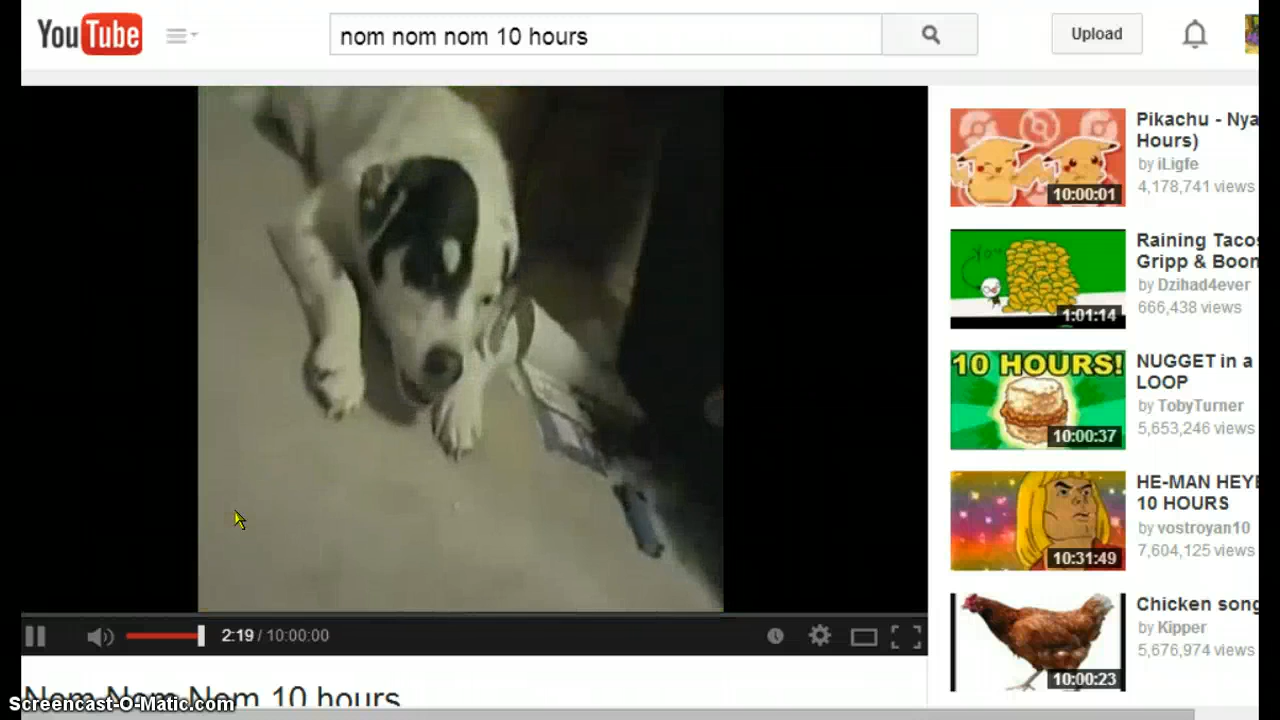 YouTube
nom nom nom 10 hours
Upload
Pikachu - Nya
Hours)
by iLigfe
4,178,741 views
10:00:01
Raining Tacos
Gripp & Boon
by Dzihad4ever
666,438 views
You
1:01:14
NUGGET in a
LOOP
by TobyTurner
5,653,246 views
10 HOURS!
10:00:37
HE-MAN HEYE
10 HOURS
by vostroyan10
7,604,125 views
10:31:49
Chicken song
by Kipper
5,676,974 views
10:00:23
2:19 / 10:00:00
Nom Nom Nom 10 hours
Screencast-O-Matic.com